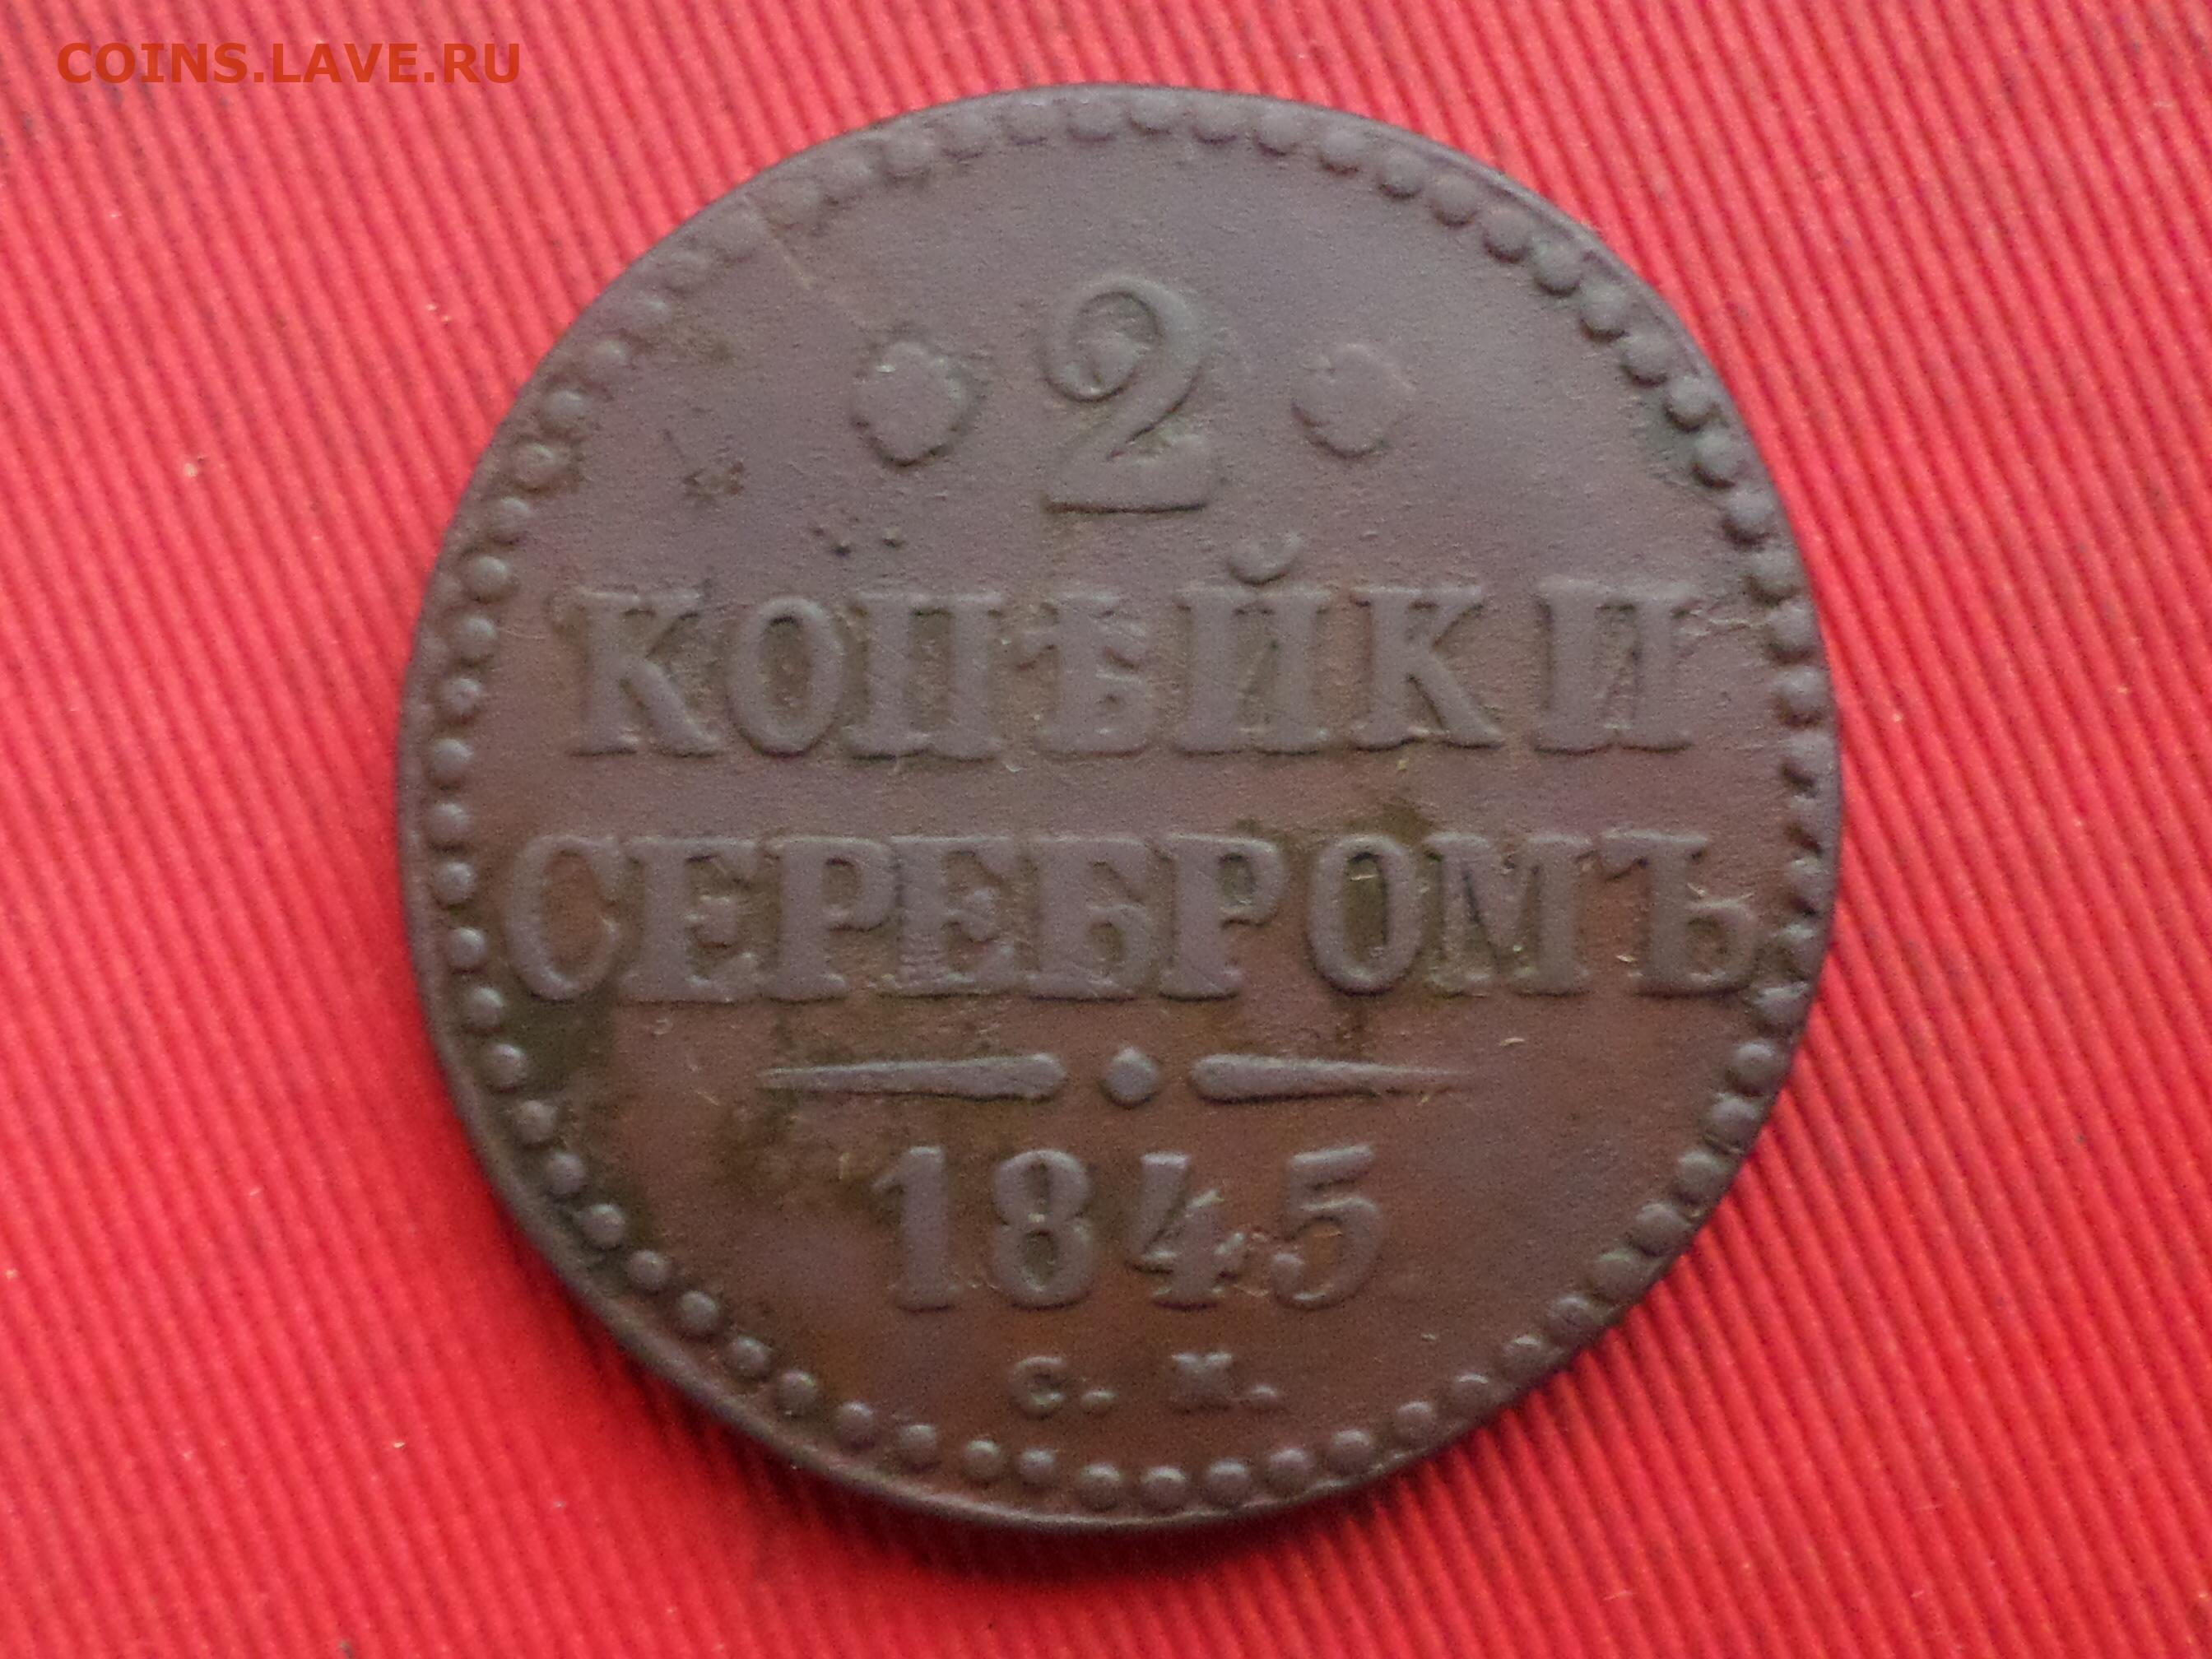 COINS.LAVE.RU
2
КОПѢЙКИ
СЕРЕБРОМЪ
1845
С. М.